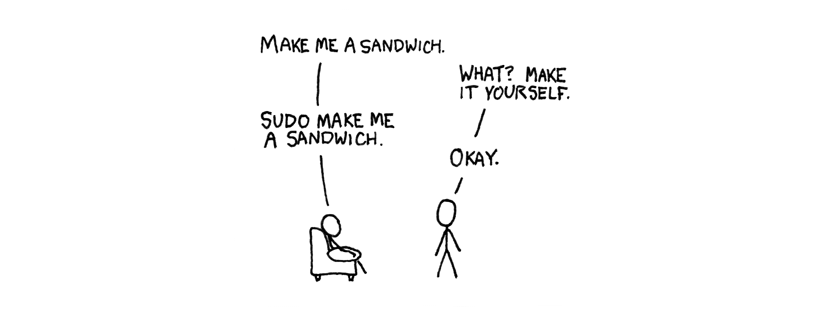 MAKE ME A SANDWICH.
WHAT? MAKE
IT YOURSELF.
SUDO MAKE ME
A SANDWICH.
OKAY.